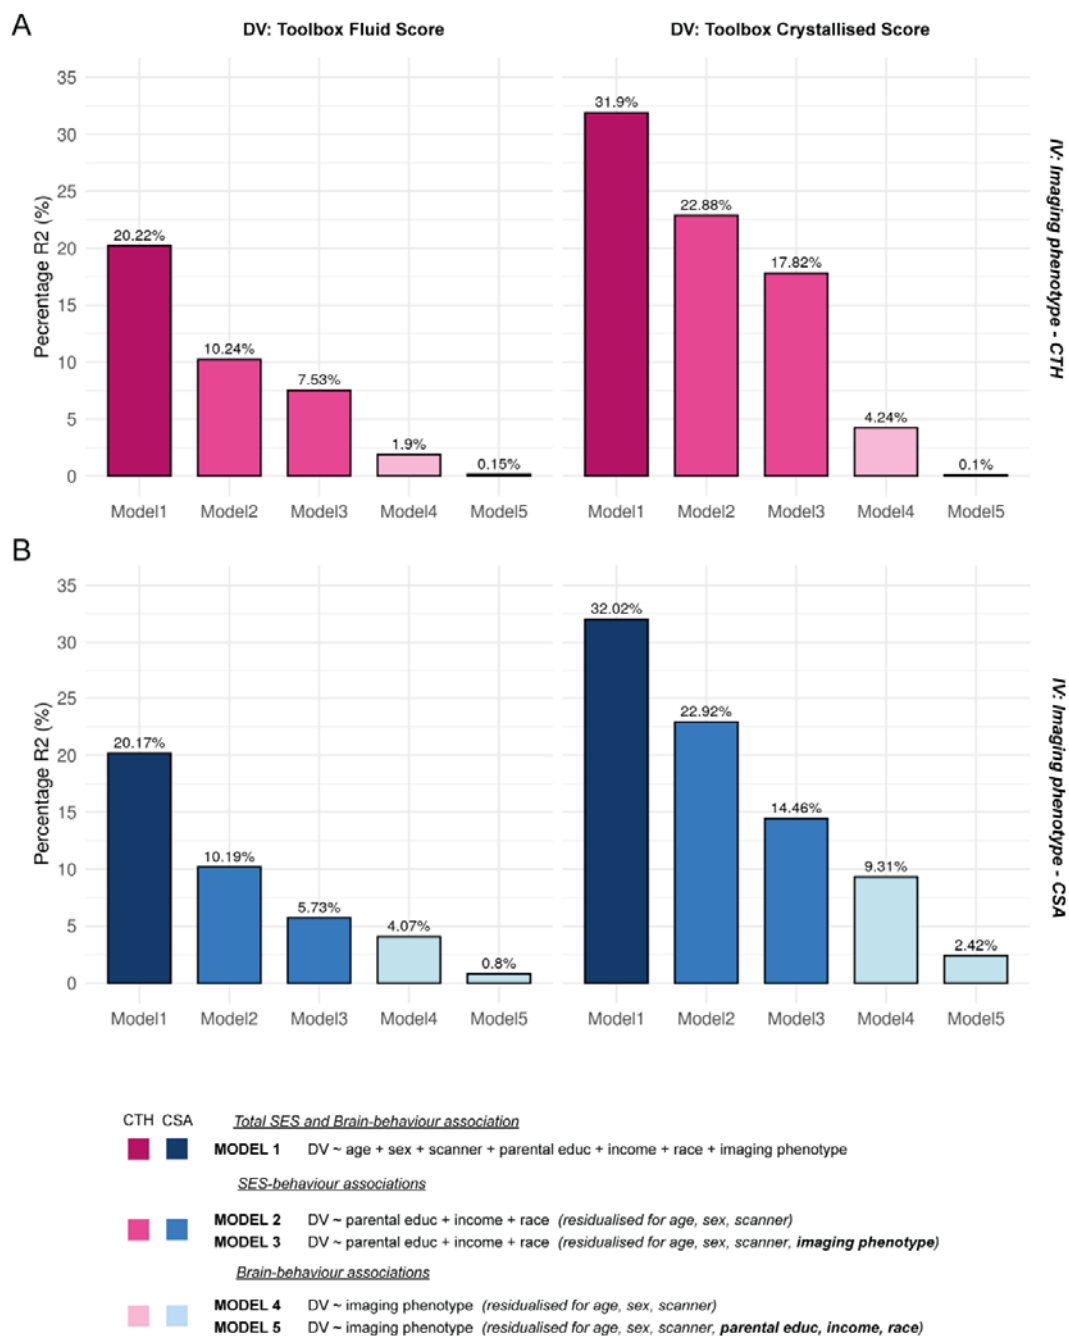 A
DV: Toolbox Fluid Score
DV: Toolbox Crystallised Score
35
30
25
20
15
10
5
0
Pecrentage R2 (%)
20.22%
10.24%
7.53%
1.9%
0.15%
31.9%
22.88%
17.82%
4.24%
0.1%
Model1 Model2 Model3 Model4 Model5
Model1 Model2 Model3 Model4 Model5
IV: Imaging phenotype - CTH
B
35
30
25
20
15
10
5
0
Percentage R2 (%)
20.17%
10.19%
5.73%
4.07%
0.8%
32.02%
22.92%
14.46%
9.31%
2.42%
Model1 Model2 Model3 Model4 Model5
Model1 Model2 Model3 Model4 Model5
IV: Imaging phenotype - CSA
CTH CSA Total SES and Brain-behaviour association
MODEL 1 DV ~ age + sex + scanner + parental educ + income + race + imaging phenotype
SES-behaviour associations
MODEL 2 DV ~ parental educ + income + race (residualised for age, sex, scanner)
MODEL 3 DV ~ parental educ + income + race (residualised for age, sex, scanner, imaging phenotype)
Brain-behaviour associations
MODEL 4 DV ~ imaging phenotype (residualised for age, sex, scanner)
MODEL 5 DV ~ imaging phenotype (residualised for age, sex, scanner, parental educ, income, race)